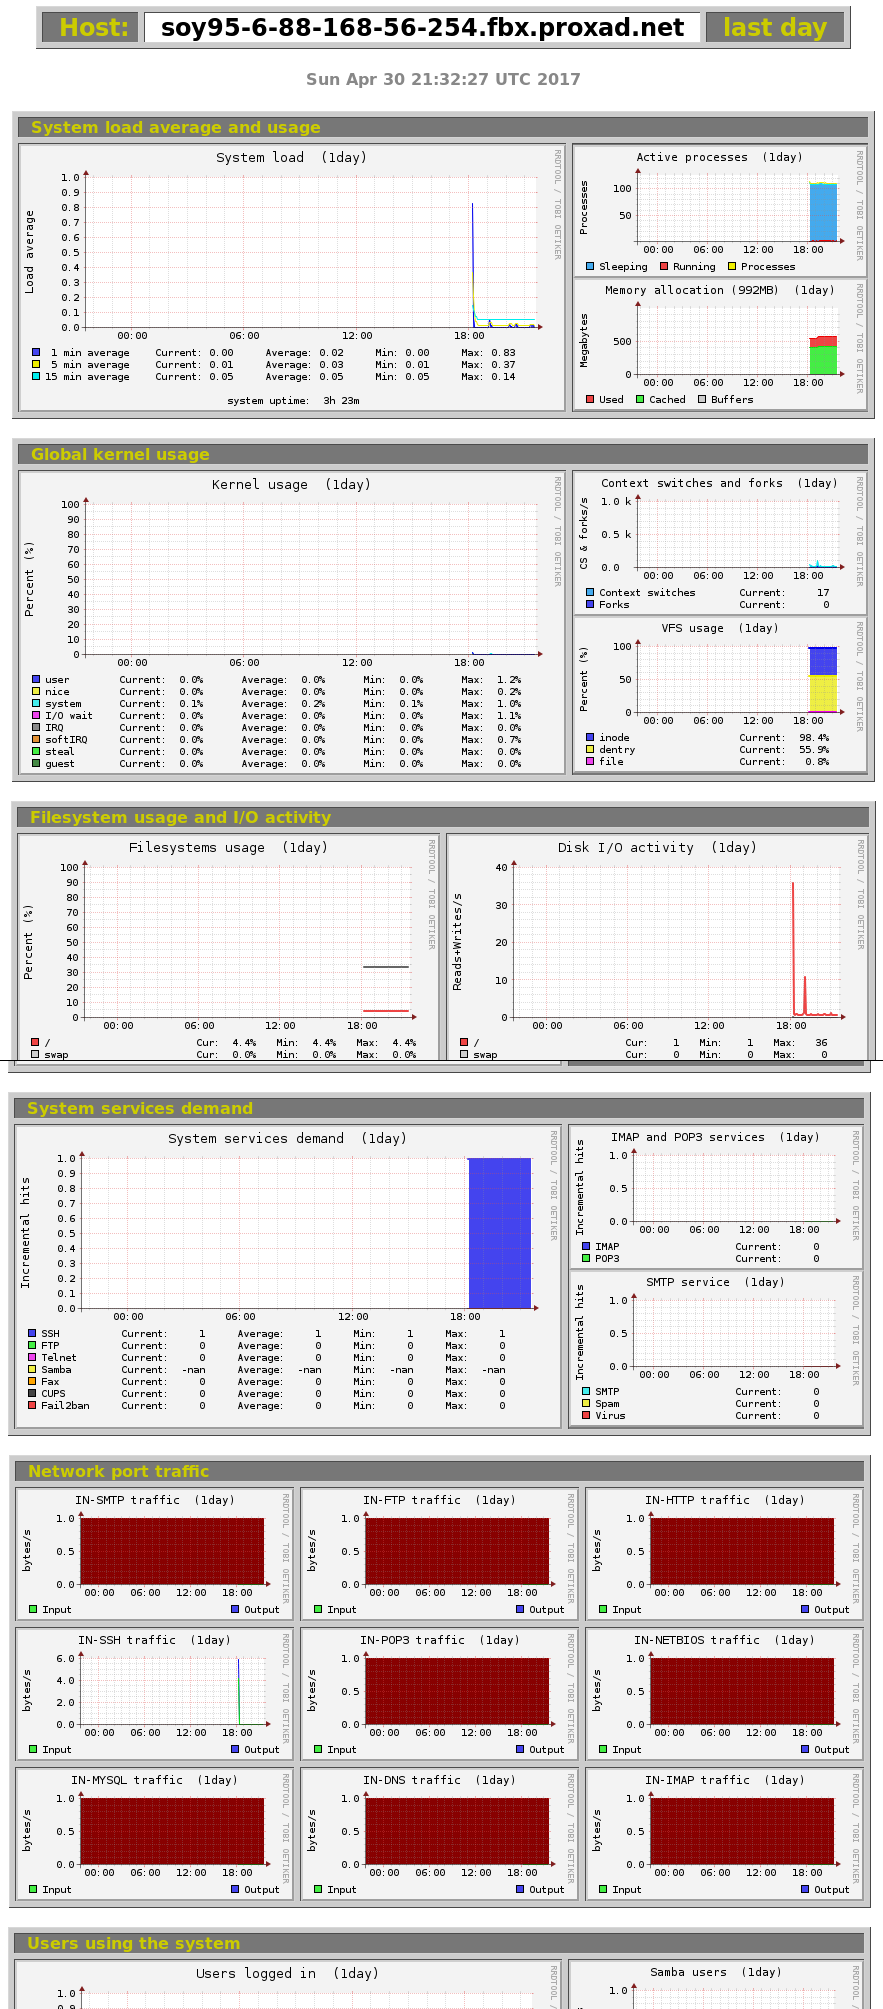 Host: soy95-6-88-168-56-254.fbx.proxad.net last day
Sun Apr 30 21:32:27 UTC 2017
System load average and usage
System load (1day)
RRDTOOL / TOBI OETIKER
Load average
1.0
0.9
0.8
0.7
0.6
0.5
0.4
0.3
0.2
0.1
0.0
00:00 06:00 12:00 18:00
1 min average Current: 0.00 Average: 0.02 Min: 0.00 Max: 0.83
5 min average Current: 0.01 Average: 0.03 Min: 0.01 Max: 0.37
15 min average Current: 0.05 Average: 0.05 Min: 0.05 Max: 0.14
system uptime: 3h 23m
Active processes (1day)
RRDTOOL / TOBI OETIKER
Processes
100
50
00:00 06:00 12:00 18:00
Sleeping Running Processes
Memory allocation (992MB) (1day)
RRDTOOL / TOBI OETIKER
Megabytes
500
0
00:00 06:00 12:00 18:00
Used Cached Buffers
Global kernel usage
Kernel usage (1day)
RRDTOOL / TOBI OETIKER
Percent (%)
100
90
80
70
60
50
40
30
20
10
0
00:00 06:00 12:00 18:00
user Current: 0.0% Average: 0.0% Min: 0.0% Max: 1.2%
nice Current: 0.0% Average: 0.0% Min: 0.0% Max: 0.2%
system Current: 0.1% Average: 0.2% Min: 0.1% Max: 1.0%
I/O wait Current: 0.0% Average: 0.0% Min: 0.0% Max: 1.1%
IRQ Current: 0.0% Average: 0.0% Min: 0.0% Max: 0.0%
softIRQ Current: 0.0% Average: 0.0% Min: 0.0% Max: 0.7%
steal Current: 0.0% Average: 0.0% Min: 0.0% Max: 0.0%
guest Current: 0.0% Average: 0.0% Min: 0.0% Max: 0.0%
Context switches and forks (1day)
RRDTOOL / TOBI OETIKER
CS & forks/s
1.0 k
0.5 k
0.0
00:00 06:00 12:00 18:00
Context switches Current: 17
Forks Current: 0
VFS usage (1day)
RRDTOOL / TOBI OETIKER
Percent (%)
100
50
0
00:00 06:00 12:00 18:00
inode Current: 98.4%
dentry Current: 55.9%
file Current: 0.8%
Filesystem usage and I/O activity
Filesystems usage (1day)
RRDTOOL / TOBI OETIKER
Percent (%)
100
90
80
70
60
50
40
30
20
10
0
00:00 06:00 12:00 18:00
/ Cur: 4.4% Min: 4.4% Max: 4.4%
swap Cur: 0.0% Min: 0.0% Max: 0.0%
Disk I/O activity (1day)
RRDTOOL / TOBI OETIKER
Reads+Writes/s
40
30
20
10
0
00:00 06:00 12:00 18:00
/ Cur: 1 Min: 1 Max: 36
swap Cur: 0 Min: 0 Max: 0
System services demand
System services demand (1day)
RRDTOOL / TOBI OETIKER
Incremental hits
1.0
0.9
0.8
0.7
0.6
0.5
0.4
0.3
0.2
0.1
0.0
00:00 06:00 12:00 18:00
SSH Current: 1 Average: 1 Min: 1 Max: 1
FTP Current: 0 Average: 0 Min: 0 Max: 0
Telnet Current: 0 Average: 0 Min: 0 Max: 0
Samba Current: -nan Average: -nan Min: -nan Max: -nan
Fax Current: 0 Average: 0 Min: 0 Max: 0
CUPS Current: 0 Average: 0 Min: 0 Max: 0
Fail2ban Current: 0 Average: 0 Min: 0 Max: 0
IMAP and POP3 services (1day)
RRDTOOL / TOBI OETIKER
Incremental hits
1.0
0.5
0.0
00:00 06:00 12:00 18:00
IMAP Current: 0
POP3 Current: 0
SMTP service (1day)
RRDTOOL / TOBI OETIKER
Incremental hits
1.0
0.5
0.0
00:00 06:00 12:00 18:00
SMTP Current: 0
Spam Current: 0
Virus Current: 0
Network port traffic
IN-SMTP traffic (1day)
RRDTOOL / TOBI OETIKER
bytes/s
1.0
0.5
0.0
00:00 06:00 12:00 18:00
Input Output
IN-FTP traffic (1day)
RRDTOOL / TOBI OETIKER
bytes/s
1.0
0.5
0.0
00:00 06:00 12:00 18:00
Input Output
IN-HTTP traffic (1day)
RRDTOOL / TOBI OETIKER
bytes/s
1.0
0.5
0.0
00:00 06:00 12:00 18:00
Input Output
IN-SSH traffic (1day)
RRDTOOL / TOBI OETIKER
bytes/s
6.0
4.0
2.0
0.0
00:00 06:00 12:00 18:00
Input Output
IN-POP3 traffic (1day)
RRDTOOL / TOBI OETIKER
bytes/s
1.0
0.5
0.0
00:00 06:00 12:00 18:00
Input Output
IN-NETBIOS traffic (1day)
RRDTOOL / TOBI OETIKER
bytes/s
1.0
0.5
0.0
00:00 06:00 12:00 18:00
Input Output
IN-MYSQL traffic (1day)
RRDTOOL / TOBI OETIKER
bytes/s
1.0
0.5
0.0
00:00 06:00 12:00 18:00
Input Output
IN-DNS traffic (1day)
RRDTOOL / TOBI OETIKER
bytes/s
1.0
0.5
0.0
00:00 06:00 12:00 18:00
Input Output
IN-IMAP traffic (1day)
RRDTOOL / TOBI OETIKER
bytes/s
1.0
0.5
0.0
00:00 06:00 12:00 18:00
Input Output
Users using the system
Users logged in (1day)
RRDTOOL /
1.0
0.9
Samba users (1day)
RRDTOOL /
1.0